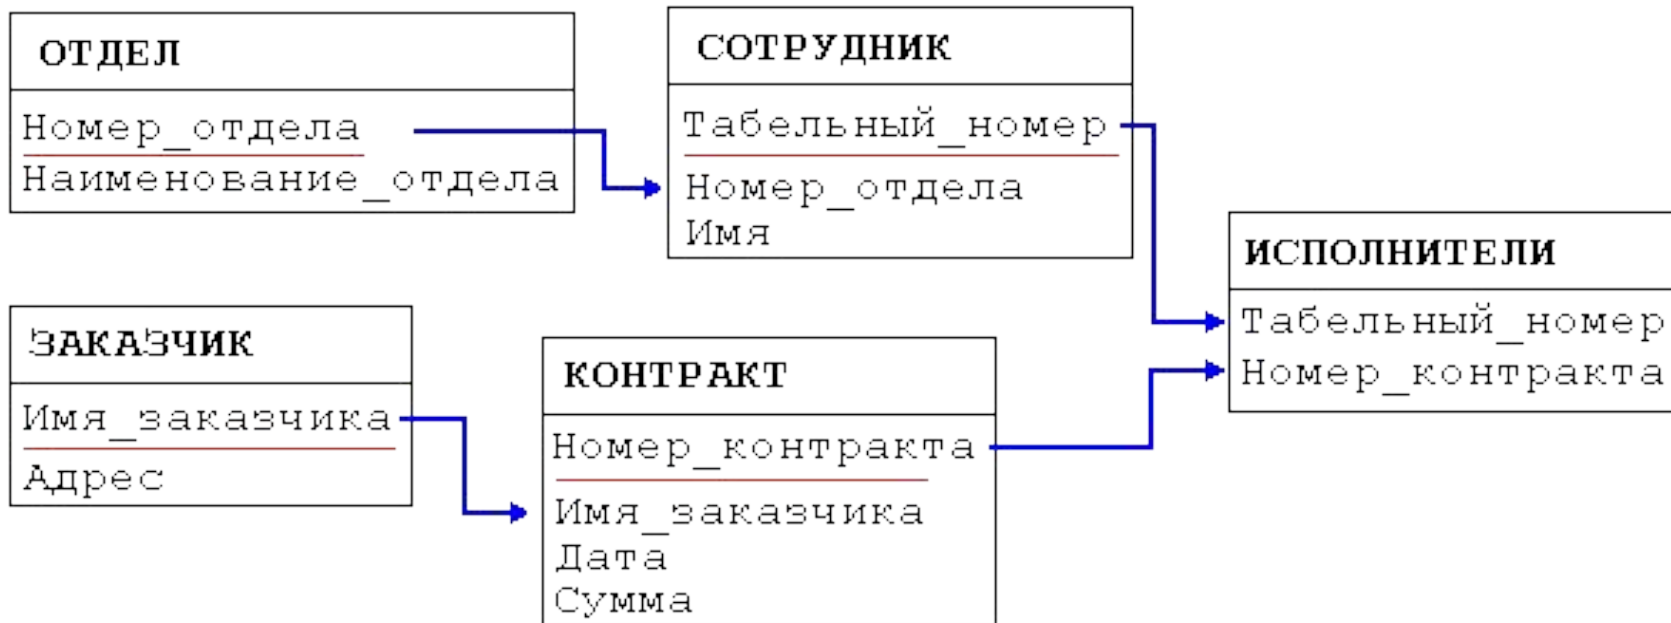 ОТДЕЛ
Номер_отдела
Наименование_отдела
СОТРУДНИК
Табельный_номер
Номер_отдела
Имя
ИСПОЛНИТЕЛИ
Табельный_номер
Номер_контракта
ЗАКАЗЧИК
Имя_заказчика
Адрес
КОНТРАКТ
Номер_контракта
Имя_заказчика
Дата
Сумма